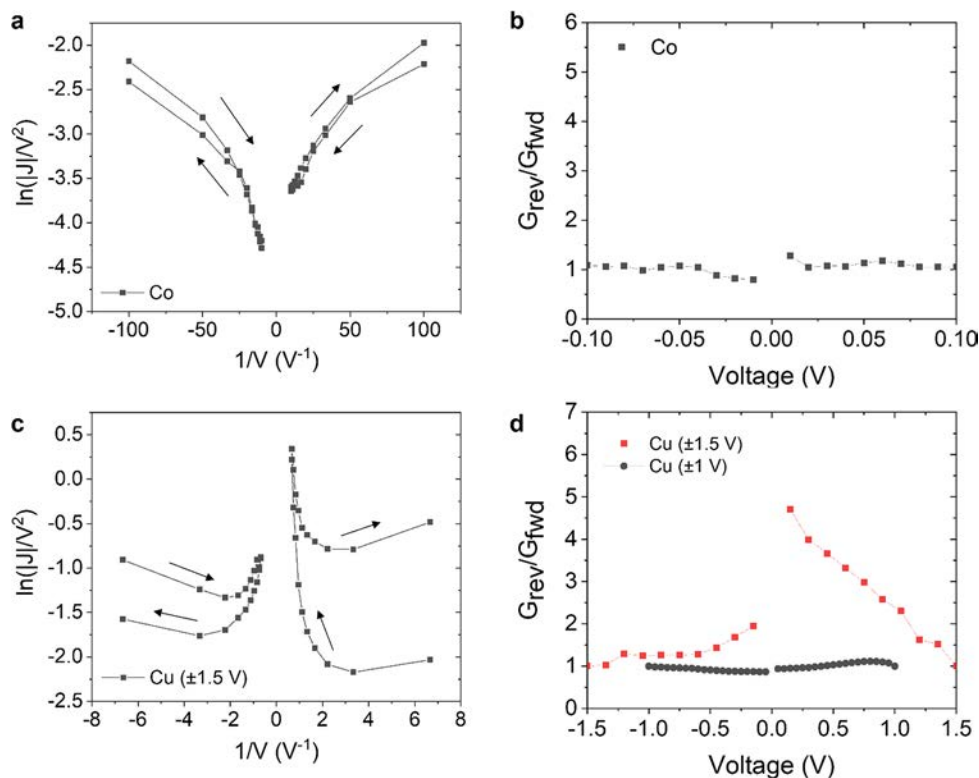 a
-2.0
-2.5
-3.0
-3.5
-4.0
-4.5
-5.0
ln(|J|/V²)
Co
-100 -50 0 50 100
1/V (V⁻¹)
b
6
5
4
3
2
1
0
Grev/Gfwd
Co
-0.10 -0.05 0.00 0.05 0.10
Voltage (V)
c
0.5
0.0
-0.5
-1.0
-1.5
-2.0
-2.5
ln(|J|/V²)
Cu (±1.5 V)
-8 -6 -4 -2 0 2 4 6 8
1/V (V⁻¹)
d
7
6
5
4
3
2
1
0
Grev/Gfwd
Cu (±1.5 V)
Cu (±1 V)
-1.5 -1.0 -0.5 0.0 0.5 1.0 1.5
Voltage (V)